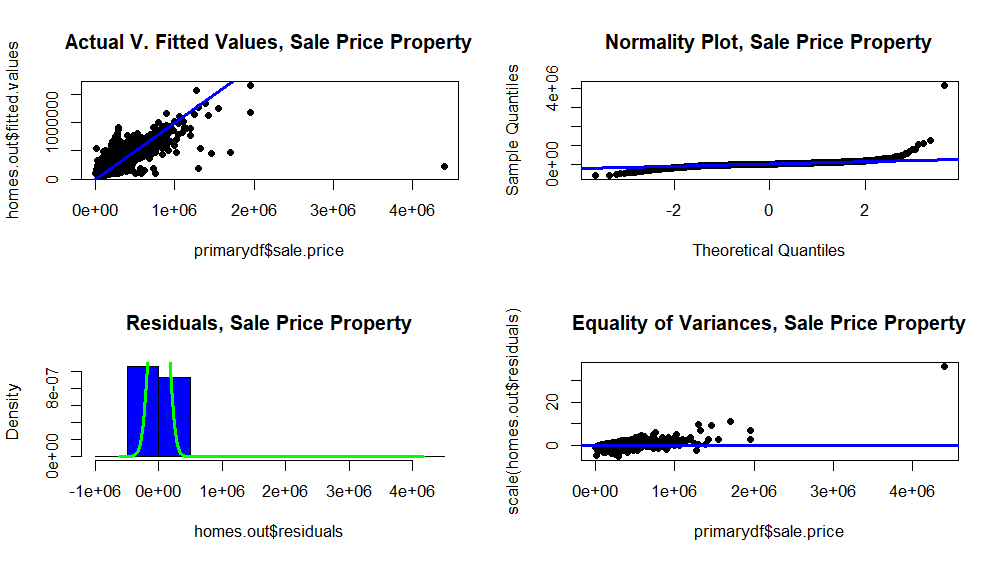 Actual V. Fitted Values, Sale Price Property
homes.out$fitted.values
0 1000000
0e+00 1e+06 2e+06 3e+06 4e+06
primarydf$sale.price
Normality Plot, Sale Price Property
Sample Quantiles
0e+00 4e+06
-2 0 2
Theoretical Quantiles
Residuals, Sale Price Property
Density
0e+00 8e-07
-1e+06 0e+00 1e+06 2e+06 3e+06 4e+06
homes.out$residuals
Equality of Variances, Sale Price Property
scale(homes.out$residuals)
0 20
0e+00 1e+06 2e+06 3e+06 4e+06
primarydf$sale.price